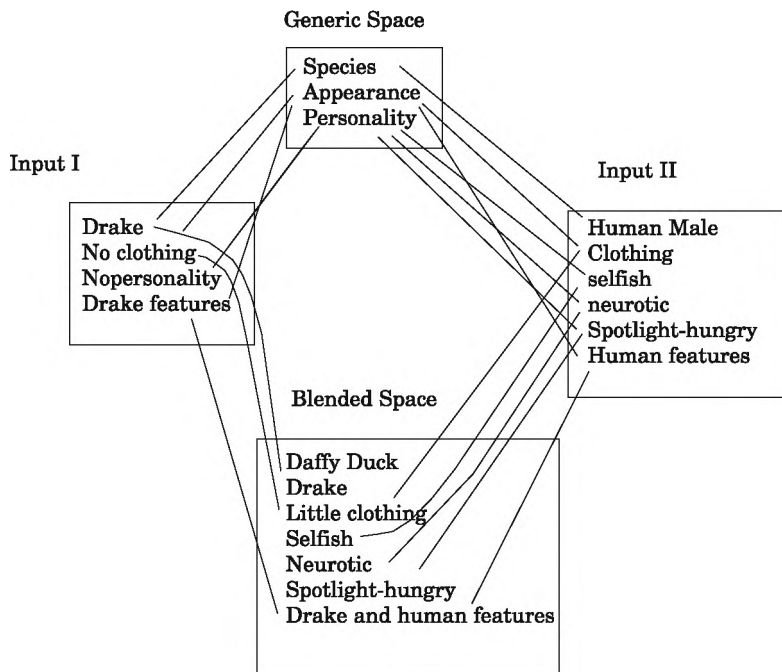 Generic Space
Species
Appearance
Personality
Input I
Drake
No clothing
Nopersonality
Drake features
Input II
Human Male
Clothing
selfish
neurotic
Spotlight-hungry
Human features
Blended Space
Daffy Duck
Drake
Little clothing
Selfish
Neurotic
Spotlight-hungry
Drake and human features